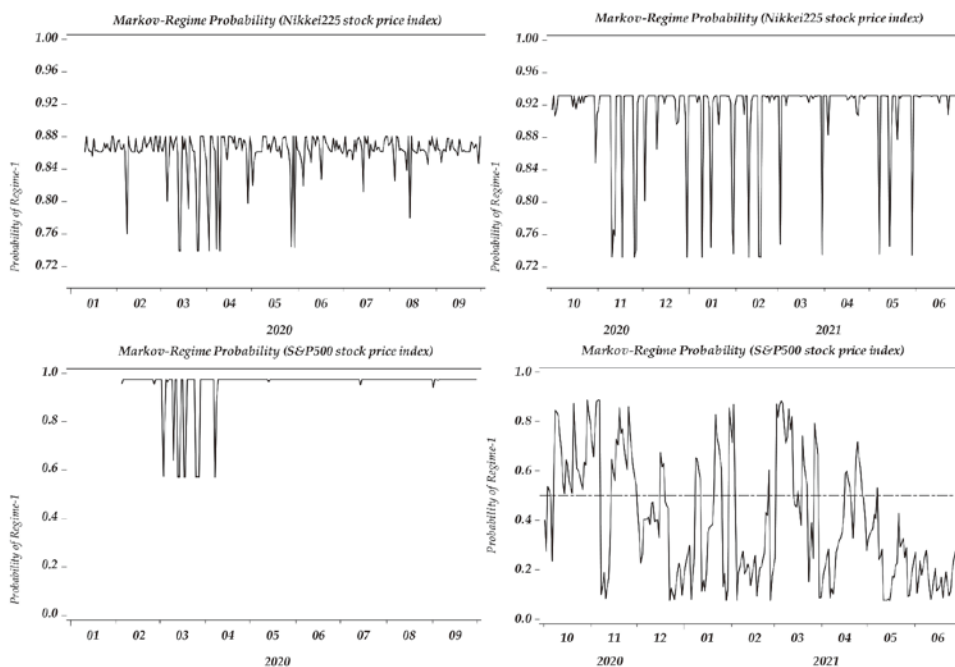 Markov-Regime Probability (Nikkei225 stock price index)
1.00
0.96
0.92
0.88
0.84
0.80
0.76
0.72
Probability of Regime-1
01 02 03 04 05 06 07 08 09
2020
Markov-Regime Probability (Nikkei225 stock price index)
1.00
0.96
0.92
0.88
0.84
0.80
0.76
0.72
Probability of Regime-1
10 11 12 01 02 03 04 05 06
2020 2021
Markov-Regime Probability (S&P500 stock price index)
1.0
0.8
0.6
0.4
0.2
0.0
Probability of Regime-1
01 02 03 04 05 06 07 08 09
2020
Markov-Regime Probability (S&P500 stock price index)
1.0
0.8
0.6
0.4
0.2
0.0
Probability of Regime-1
10 11 12 01 02 03 04 05 06
2020 2021